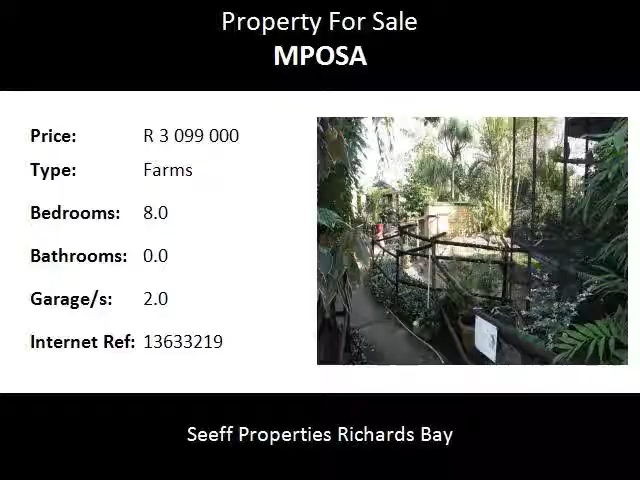 Property For Sale
MPOSA
Price: R 3 099 000
Type: Farms
Bedrooms: 8.0
Bathrooms: 0.0
Garage/s: 2.0
Internet Ref: 13633219
Seeff Properties Richards Bay